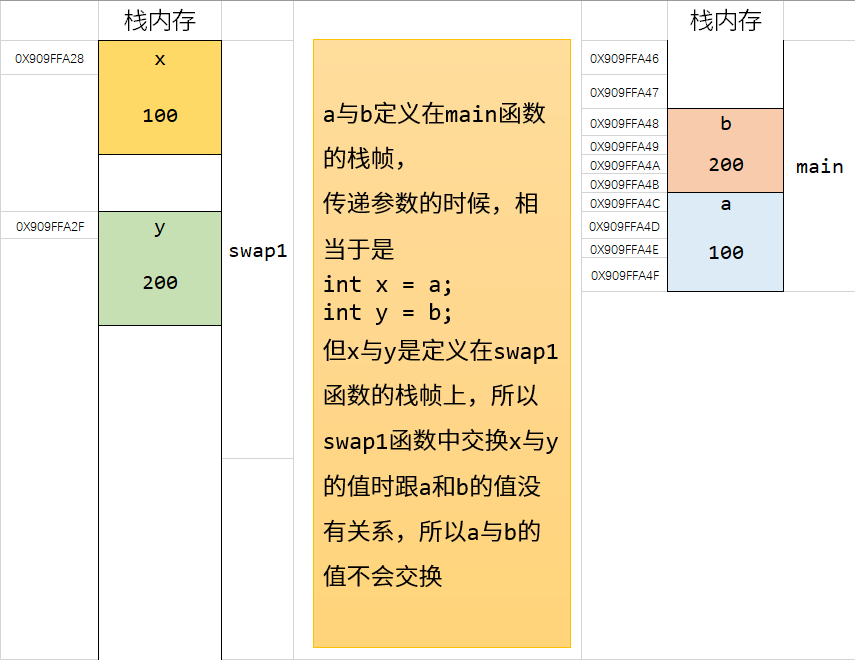 栈内存
0X909FFA28
x
100
0X909FFA2F
y
200
swap1
a与b定义在main函数
的栈帧，
传递参数的时候，相
当于是
int x = a;
int y = b;
但x与y是定义在swap1
函数的栈帧上，所以
swap1函数中交换x与y
的值时跟a和b的值没
有关系，所以a与b的
值不会交换
栈内存
0X909FFA46
0X909FFA47
0X909FFA48
b
0X909FFA49
200
0X909FFA4A
main
0X909FFA4B
0X909FFA4C
a
0X909FFA4D
0X909FFA4E
100
0X909FFA4F